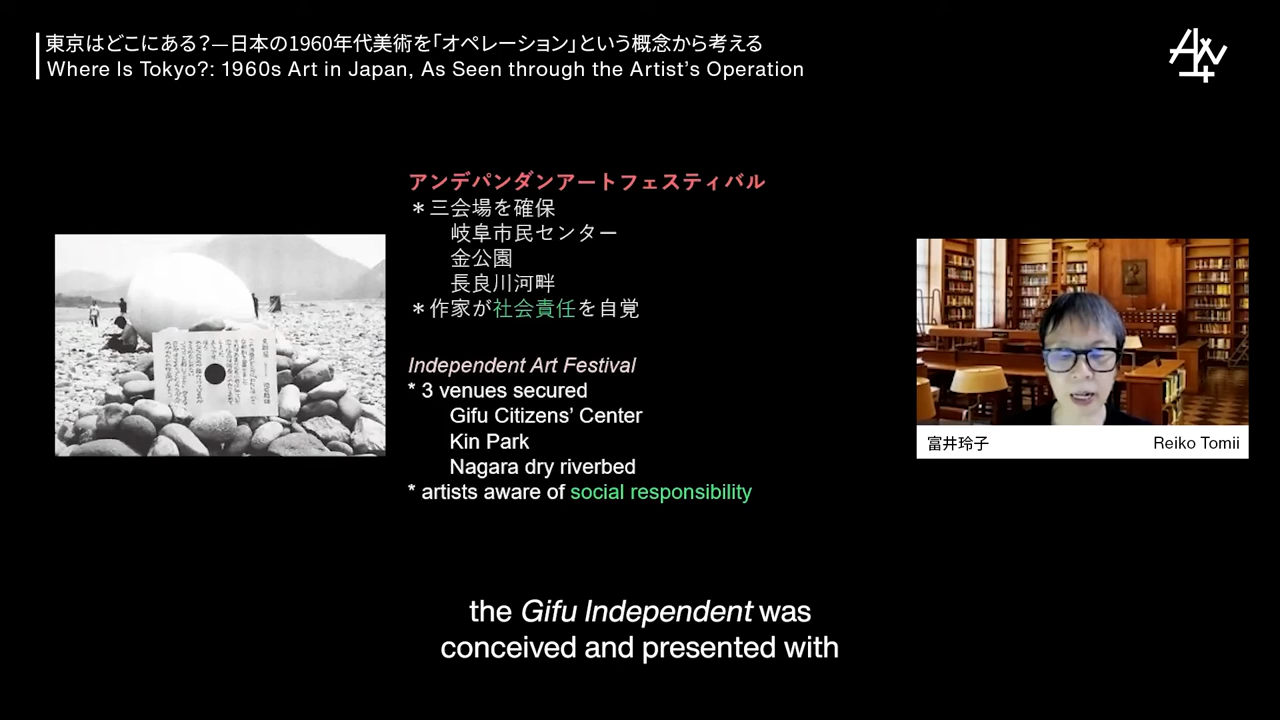 東京はどこにある？—日本の1960年代美術を「オペレーション」という概念から考える
Where Is Tokyo?: 1960s Art in Japan, As Seen through the Artist's Operation
アンデパンダンアートフェスティバル
＊三会場を確保
岐阜市民センター
金公園
長良川河畔
＊作家が社会責任を自覚
Independent Art Festival
* 3 venues secured
Gifu Citizens' Center
Kin Park
Nagara dry riverbed
* artists aware of social responsibility
富井玲子
Reiko Tomii
the Gifu Independent was
conceived and presented with